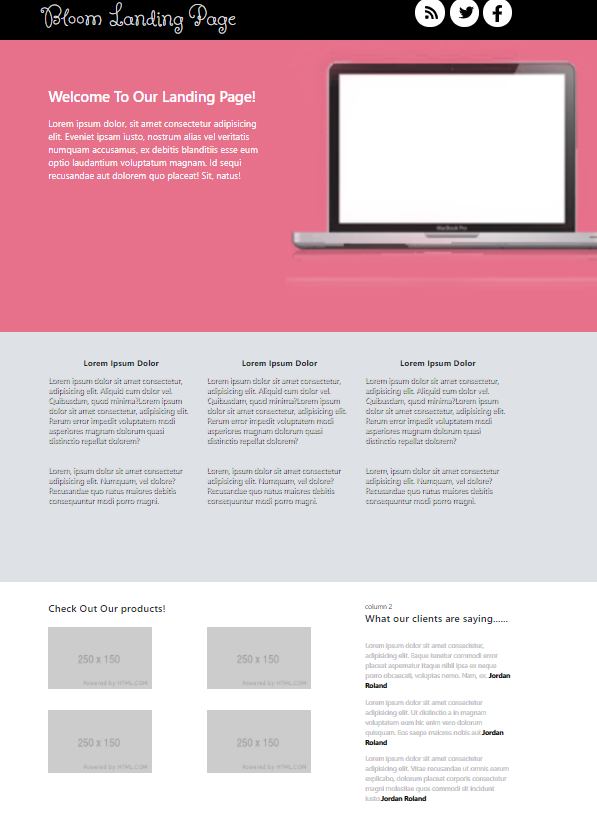 Bloom Landing Page
Welcome To Our Landing Page!
Lorem ipsum dolor, sit amet consectetur adipisicing
elit. Eveniet ipsam iusto, nostrum alias vel veritatis
numquam accusamus, ex debitis blanditiis esse eum
optio laudantium voluptatum magnam. Id sequi
recusandae aut dolorem quo placeat! Sit, natus!
MacBook Pro
Lorem Ipsum Dolor
Lorem ipsum dolor sit amet consectetur,
adipisicing elit. Aliquid cum dolor vel.
Quibusdam, quod minima?Lorem ipsum
dolor sit amet consectetur, adipisicing elit.
Rerum error impedit voluptatem modi
asperiores magnam dolorum quasi
distinctio repellat dolorem?
Lorem, ipsum dolor sit amet consectetur
adipisicing elit. Numquam, vel dolore?
Recusandae quo natus maiores debitis
consequuntur modi porro magni.
Lorem Ipsum Dolor
Lorem ipsum dolor sit amet consectetur,
adipisicing elit. Aliquid cum dolor vel.
Quibusdam, quod minima?Lorem ipsum
dolor sit amet consectetur, adipisicing elit.
Rerum error impedit voluptatem modi
asperiores magnam dolorum quasi
distinctio repellat dolorem?
Lorem, ipsum dolor sit amet consectetur
adipisicing elit. Numquam, vel dolore?
Recusandae quo natus maiores debitis
consequuntur modi porro magni.
Lorem Ipsum Dolor
Lorem ipsum dolor sit amet consectetur,
adipisicing elit. Aliquid cum dolor vel.
Quibusdam, quod minima?Lorem ipsum
dolor sit amet consectetur, adipisicing elit.
Rerum error impedit voluptatem modi
asperiores magnam dolorum quasi
distinctio repellat dolorem?
Lorem, ipsum dolor sit amet consectetur
adipisicing elit. Numquam, vel dolore?
Recusandae quo natus maiores debitis
consequuntur modi porro magni.
Check Out Our products!
250 x 150
Powered by HTML.COM
250 x 150
Powered by HTML.COM
250 x 150
Powered by HTML.COM
250 x 150
Powered by HTML.COM
column 2
What our clients are saying......
Lorem ipsum dolor sit amet consectetur,
adipisicing elit. Eaque tenetur commodi error
placeat aspernatur itaque nihil ipsa ex neque
porro obcaecati, voluptas nemo. Nam, ex. Jordan
Roland
Lorem ipsum dolor sit amet consectetur
adipisicing elit. Ut distinctio a in magnam
voluptatem eum hic enim vero dolorum
quisquam. Eos saepe maiores nobis aut.Jordan
Roland
Lorem ipsum dolor sit amet consectetur
adipisicing elit. Vitae recusandae ut omnis earum
explicabo, dolorum placeat corporis consectetur
magni molestiae quos commodi sit incidunt
iusto.Jordan Roland